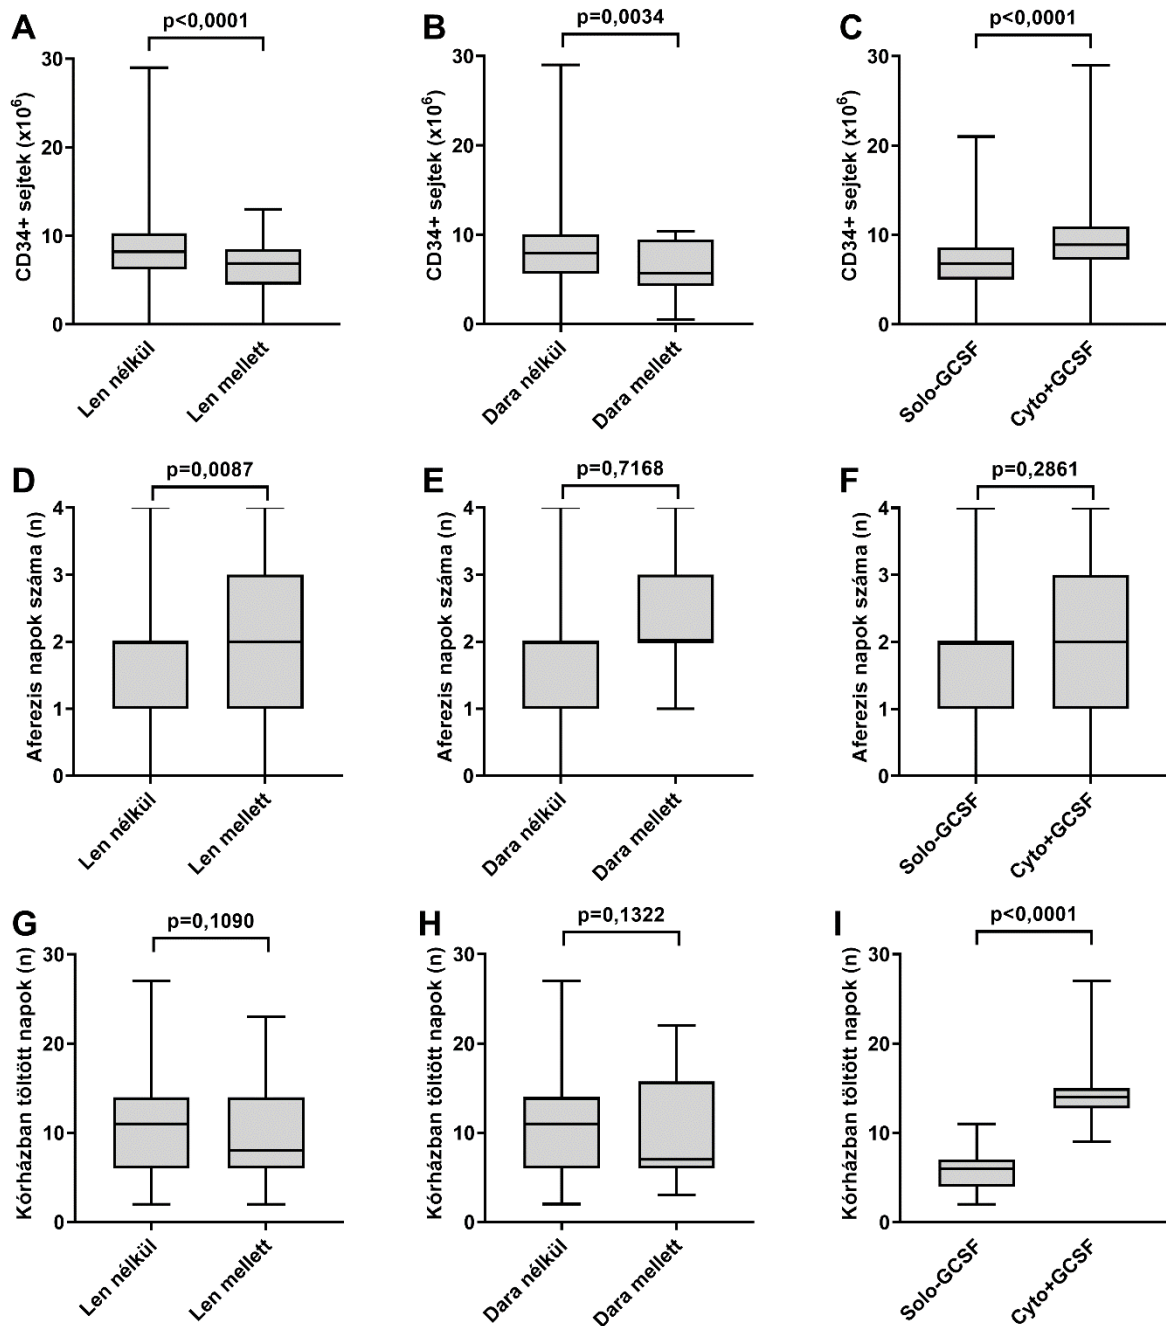 A
p<0,0001
CD34+ sejtek (x10⁶)
30
20
10
0
Len nélkül
Len mellett
B
p=0,0034
CD34+ sejtek (x10⁶)
30
20
10
0
Dara nélkül
Dara mellett
C
p<0,0001
CD34+ sejtek (x10⁶)
30
20
10
0
Solo-GCSF
Cyto+GCSF
D
p=0,0087
Aferezis napok száma (n)
4
3
2
1
0
Len nélkül
Len mellett
E
p=0,7168
Aferezis napok száma (n)
4
3
2
1
0
Dara nélkül
Dara mellett
F
p=0,2861
Aferezis napok száma (n)
4
3
2
1
0
Solo-GCSF
Cyto+GCSF
G
p=0,1090
Kórházban töltött napok (n)
30
20
10
0
Len nélkül
Len mellett
H
p=0,1322
Kórházban töltött napok (n)
30
20
10
0
Dara nélkül
Dara mellett
I
p<0,0001
Kórházban töltött napok (n)
30
20
10
0
Solo-GCSF
Cyto+GCSF